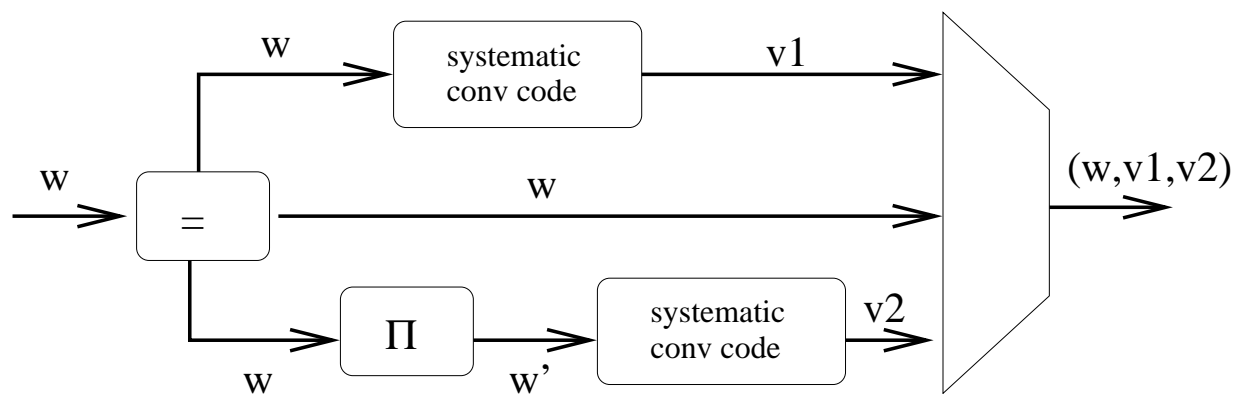 w
systematic
conv code
v1
w
=
w
(w,v1,v2)
w
Π
w’
systematic
conv code
v2